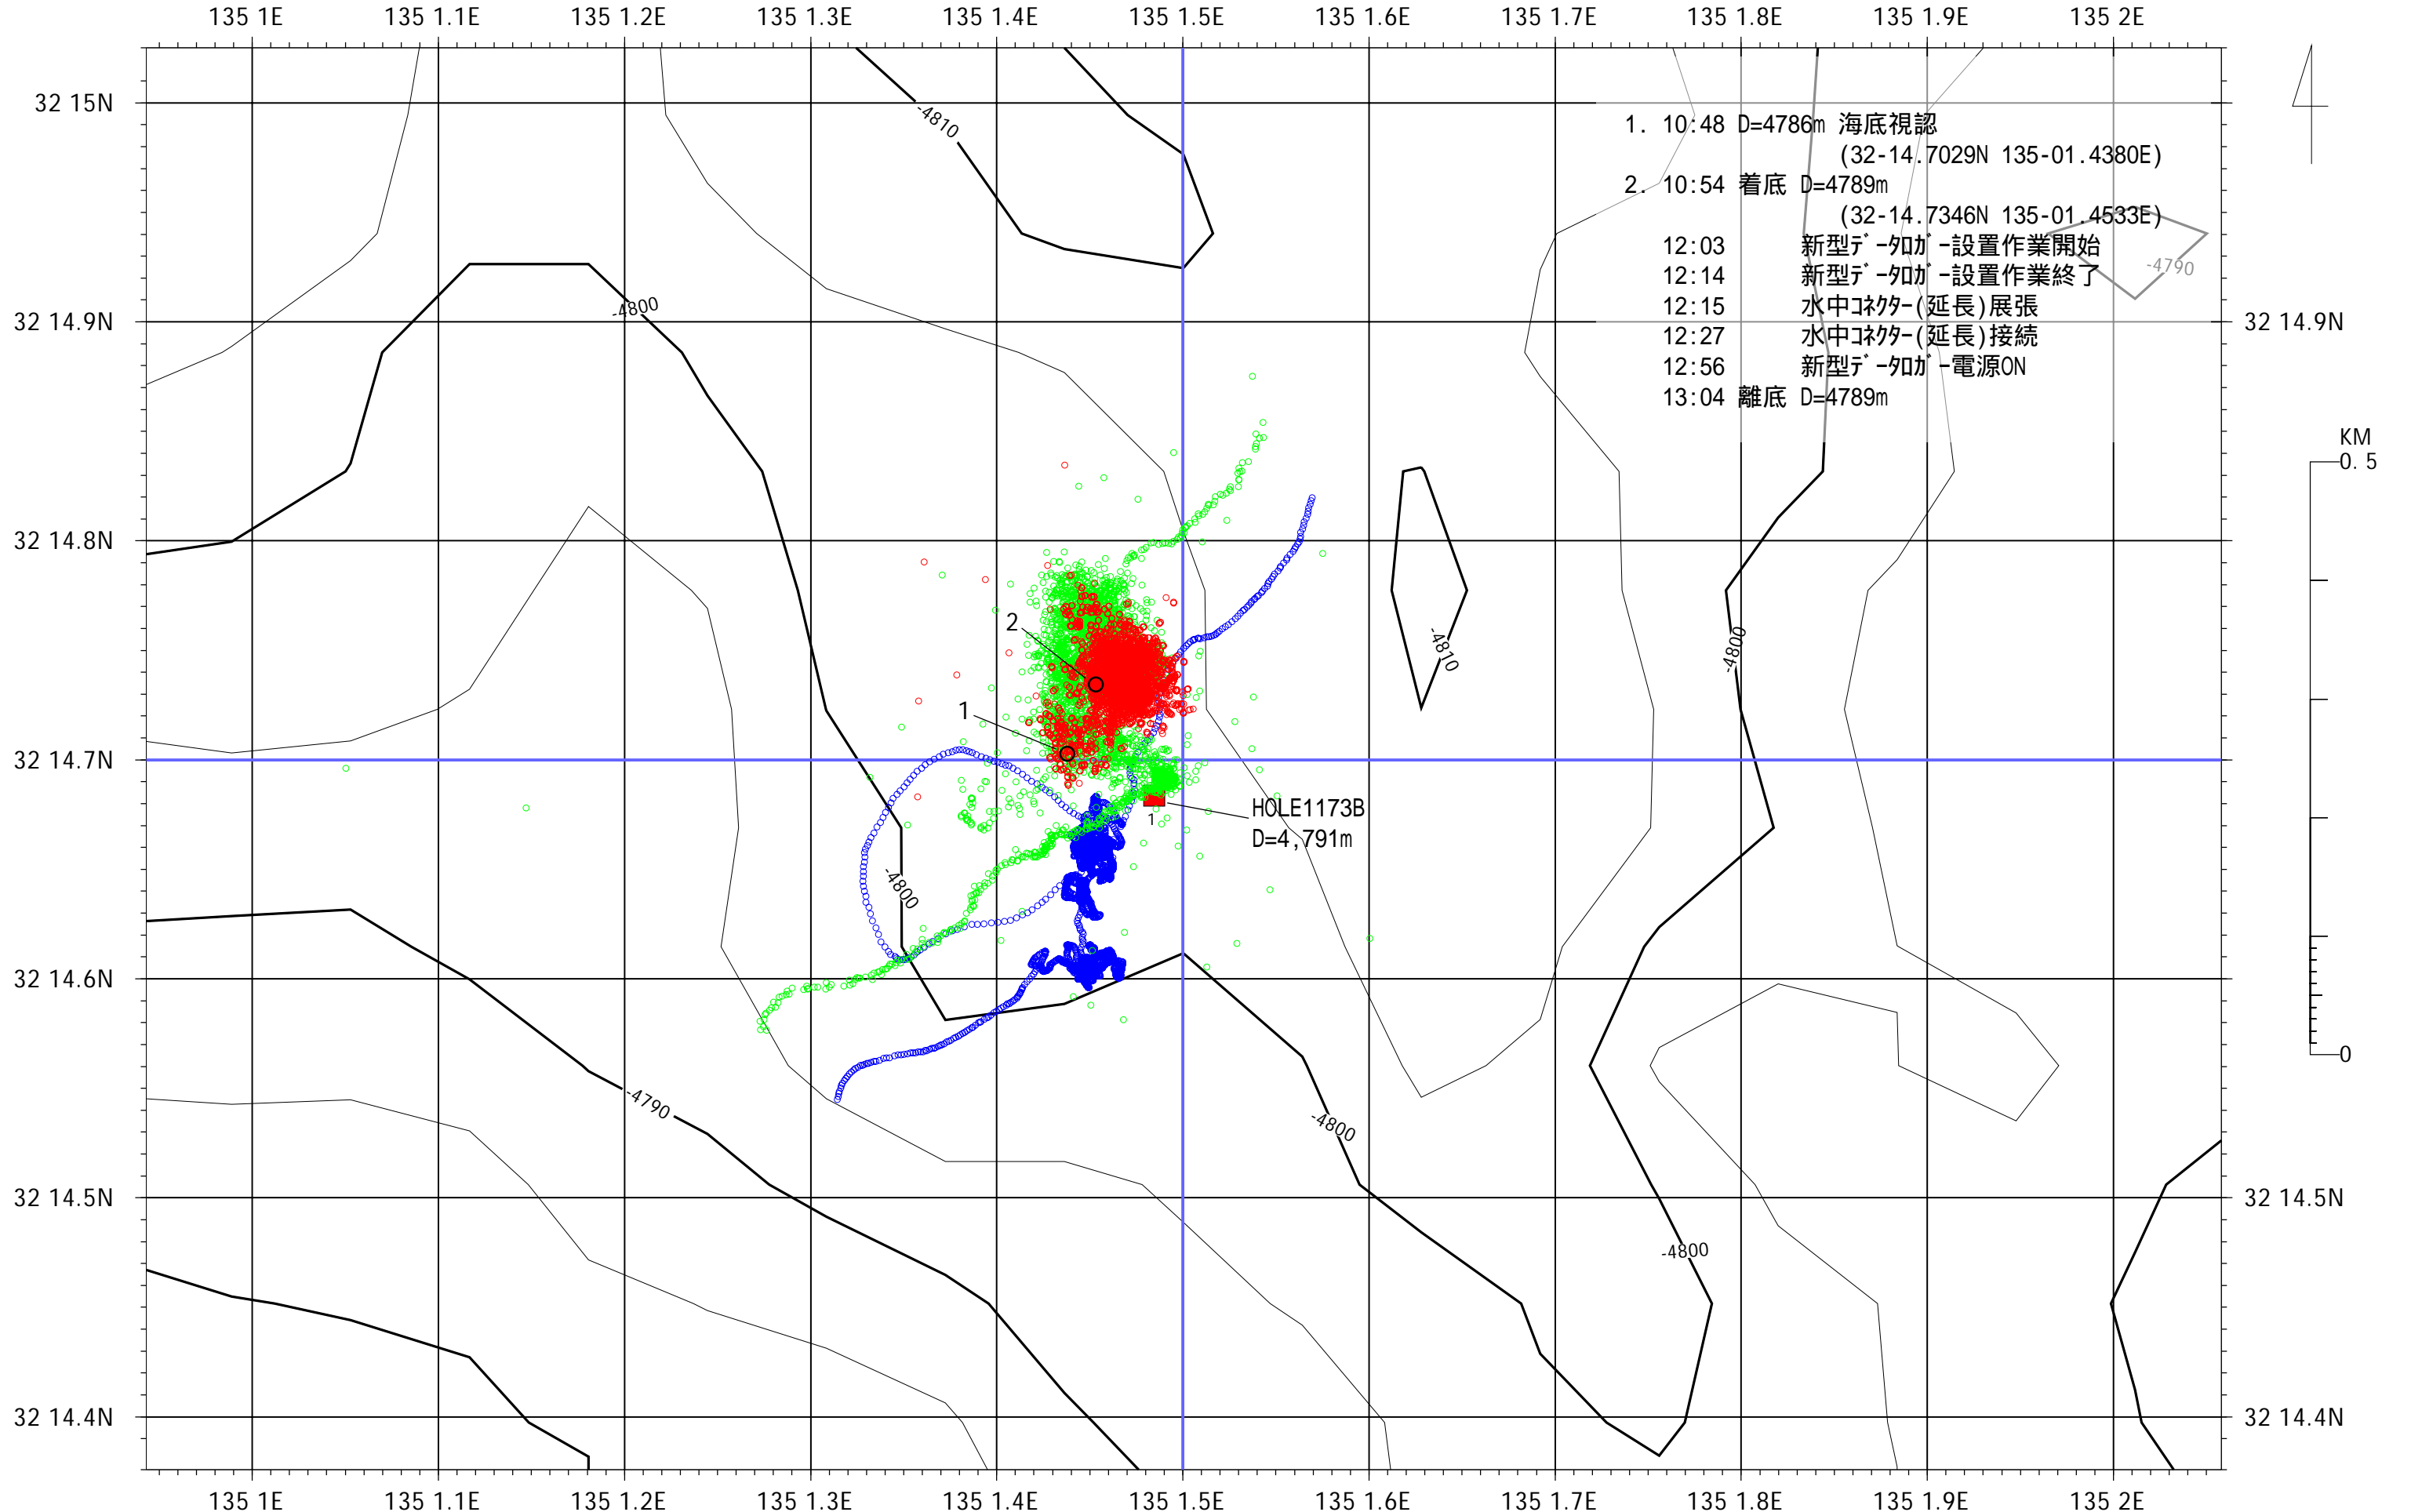 135 1E 135 1.1E 135 1.2E 135 1.3E 135 1.4E 135 1.5E 135 1.6E 135 1.7E 135 1.8E 135 1.9E 135 2E
32 15N
-4810
1. 10:48 D=4786m 海底視認
(32-14.7029N 135-01.4380E)
2. 10:54 着底 D=4789m
(32-14.7346N 135-01.4533E)
12:03 新型ﾃﾞｰﾀﾛｶﾞｰ設置作業開始
12:14 新型ﾃﾞｰﾀﾛｶﾞｰ設置作業終了
-4790
12:15 水中ｺﾈｸﾀｰ(延長)展張
-4800
32 14.9N
32 14.9N
12:27 水中ｺﾈｸﾀｰ(延長)接続
12:56 新型ﾃﾞｰﾀﾛｶﾞｰ電源ON
13:04 離底 D=4789m
KM
0.5
32 14.8N
2
-4810
-4800
1
32 14.7N
HOLE1173B
1
D=4,791m
-4800
32 14.6N
0
-4790
-4800
32 14.5N
32 14.5N
-4800
32 14.4N
32 14.4N
135 1E 135 1.1E 135 1.2E 135 1.3E 135 1.4E 135 1.5E 135 1.6E 135 1.7E 135 1.8E 135 1.9E 135 2E